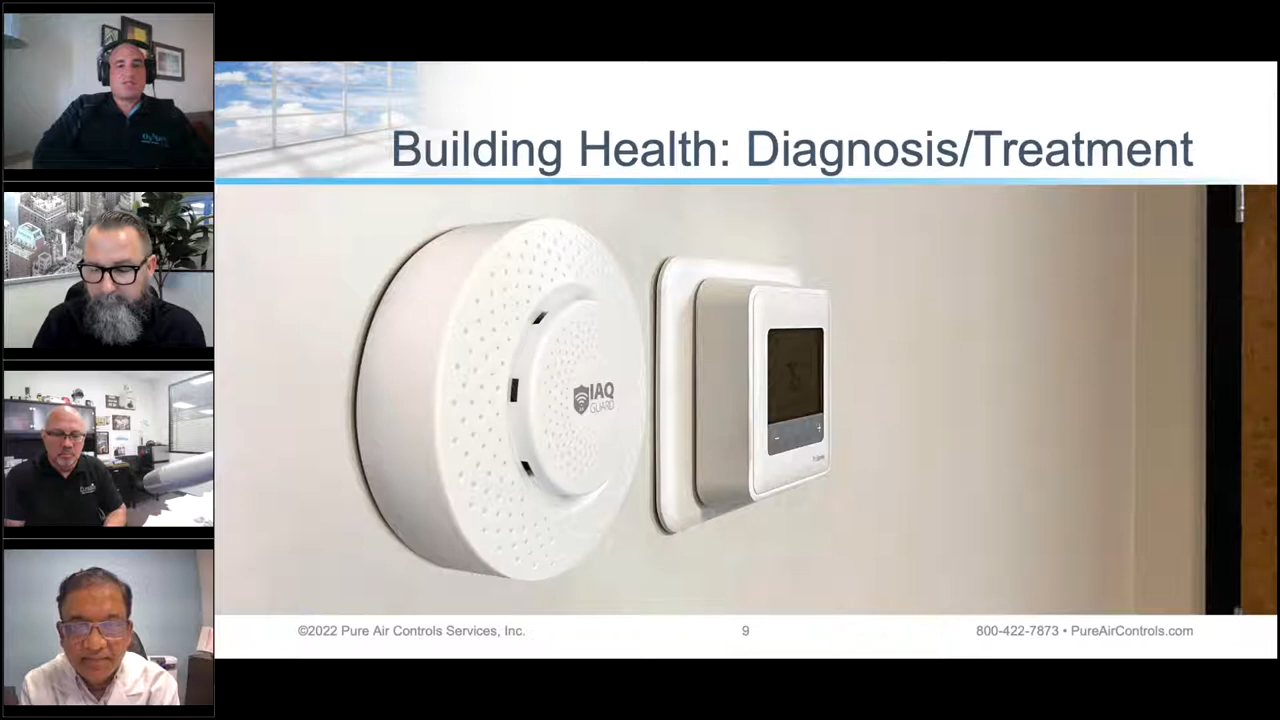 Building Health: Diagnosis/Treatment
IAQ
GUARD
©2022 Pure Air Controls Services, Inc.
9
800-422-7873 • PureAirControls.com